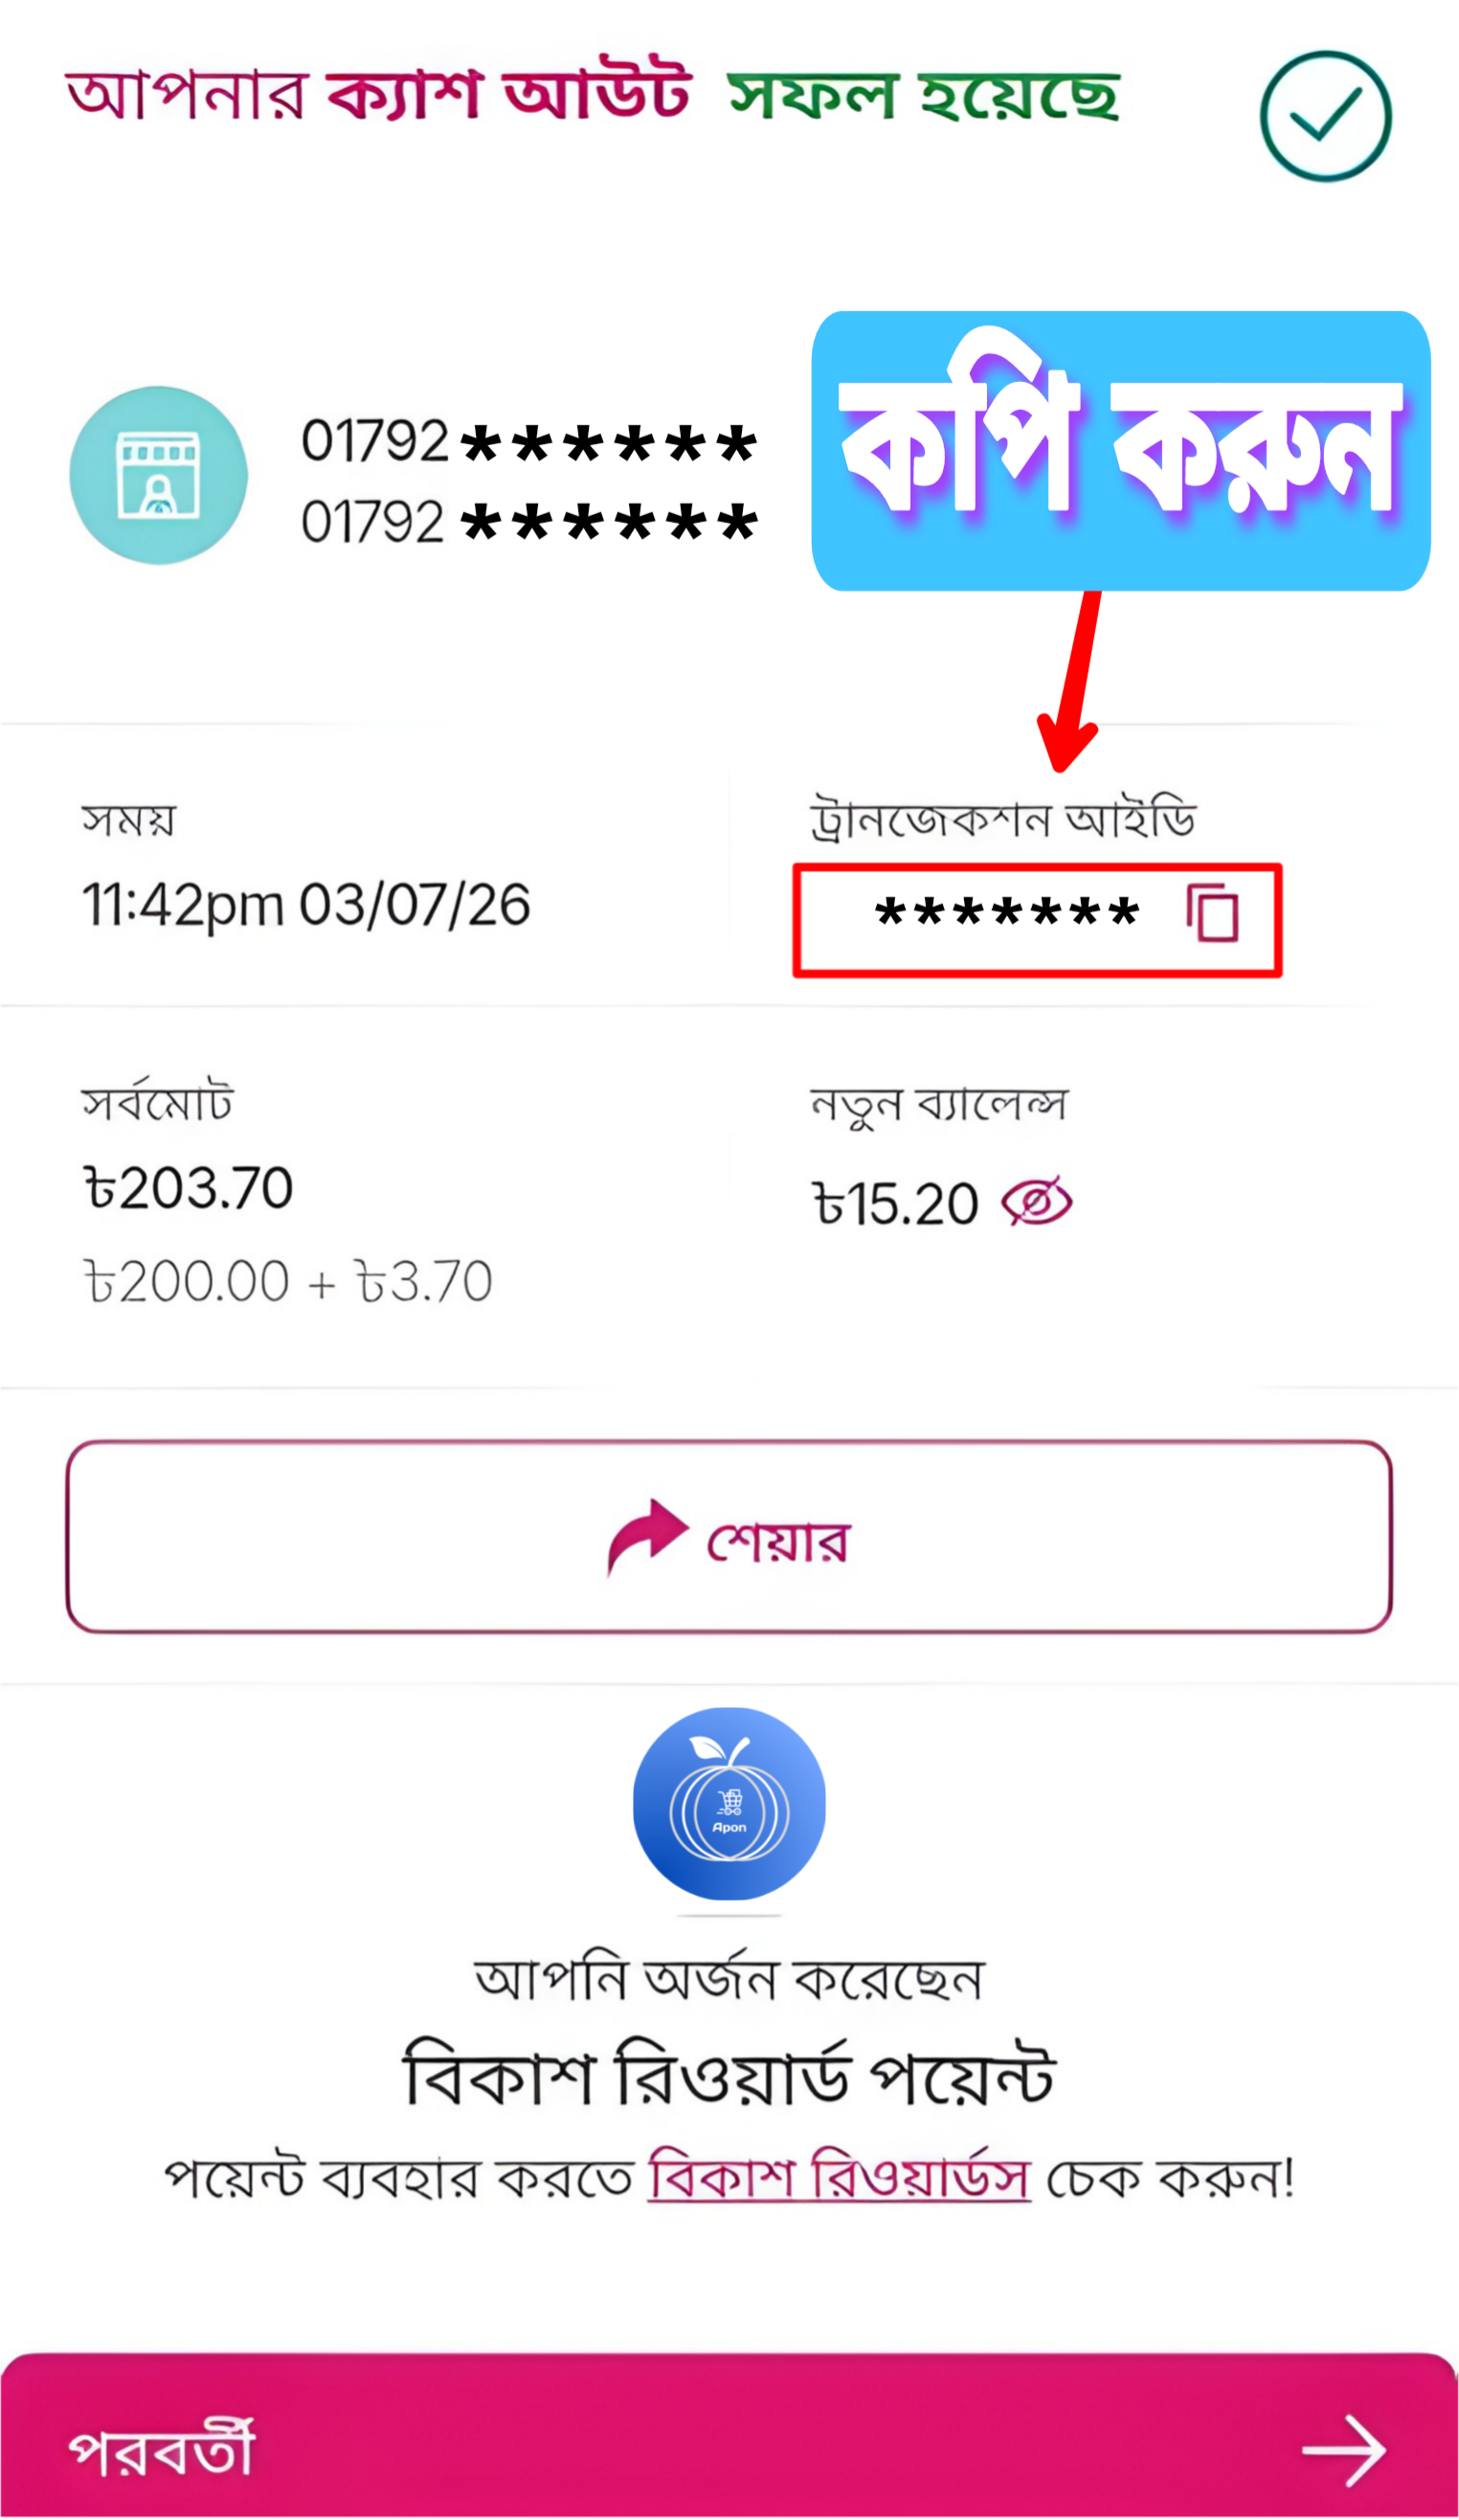 আপনার ক্যাশ আউট সফল হয়েছে
01792******
01792******
কপি করুন
সময়
11:42pm 03/07/26
ট্রানজেকশন আইডি
*******
সর্বমোট
৳203.70
৳200.00 + ৳3.70
নতুন ব্যালেন্স
৳15.20
শেয়ার
Apon
আপনি অর্জন করেছেন
বিকাশ রিওয়ার্ড পয়েন্ট
পয়েন্ট ব্যবহার করতে বিকাশ রিওয়ার্ডস চেক করুন!
পরবর্তী